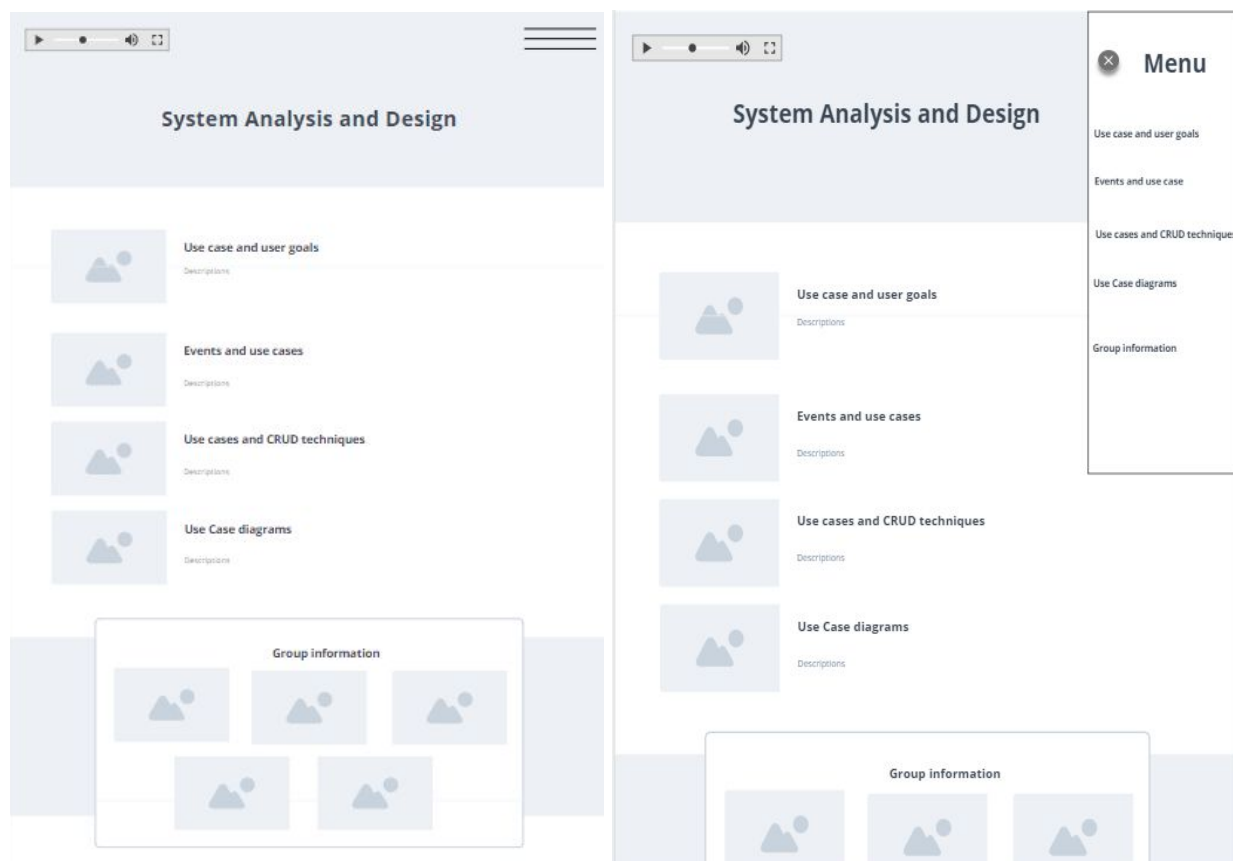 System Analysis and Design
Use case and user goals
Descriptions
Events and use cases
Descriptions
Use cases and CRUD techniques
Descriptions
Use Case diagrams
Descriptions
Group information
System Analysis and Design
Use case and user goals
Descriptions
Events and use cases
Descriptions
Use cases and CRUD techniques
Descriptions
Use Case diagrams
Descriptions
Group information
Menu
Use case and user goals
Events and use case
Use cases and CRUD techniques
Use Case diagrams
Group information